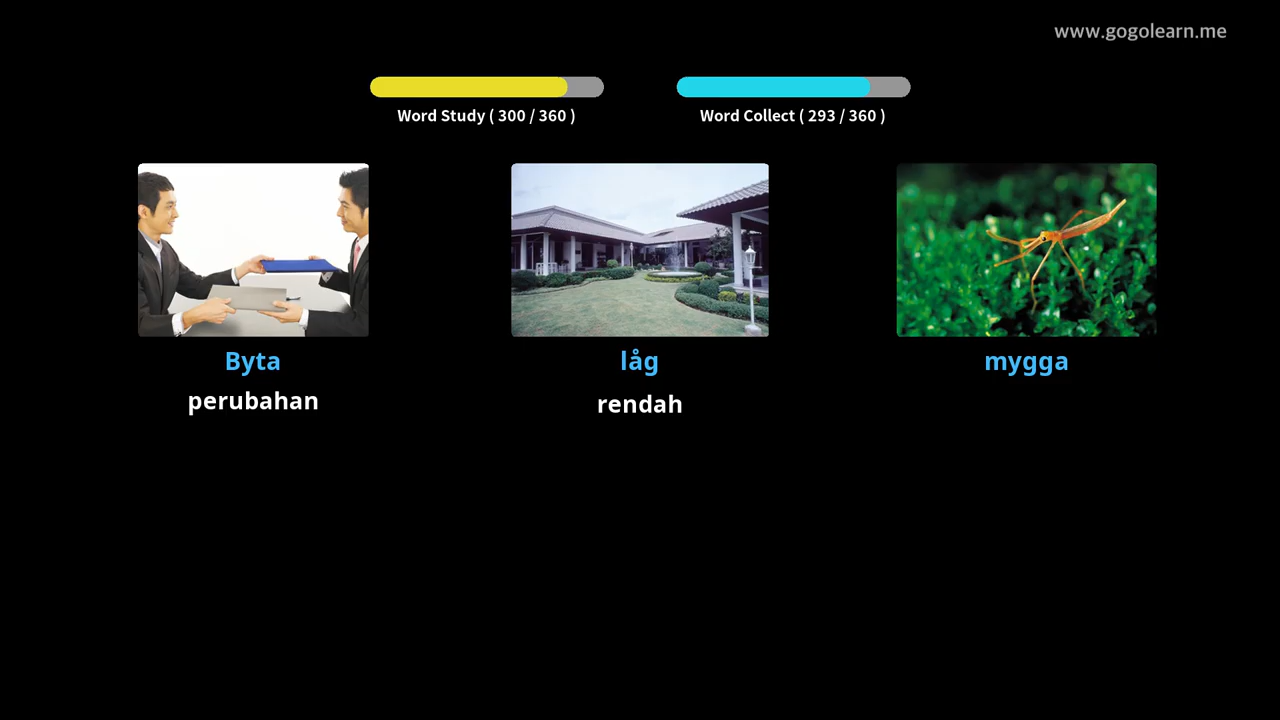 www.gogolearn.me
Word Study ( 300 / 360 )
Word Collect ( 293 / 360 )
Byta
låg
mygga
perubahan
rendah